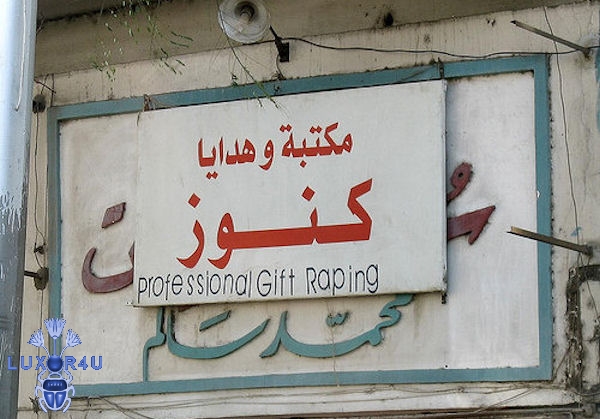 مكتبة وهدايا
كنوز
Professional Gift Raping
محمد سالم
LUXOR4U